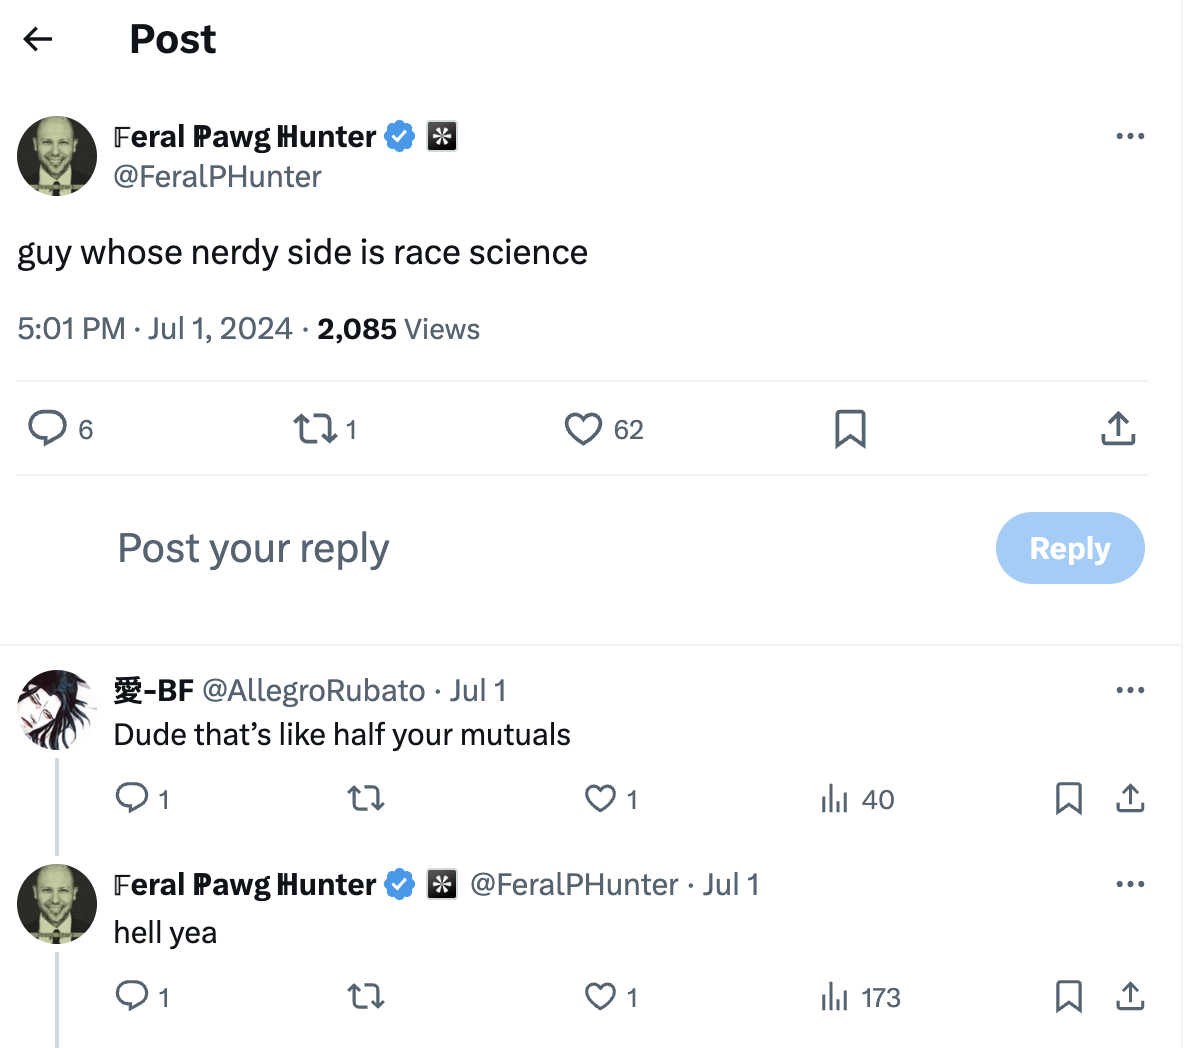 Post
𝔽eral ℙawg ℍunter
@FeralPHunter
guy whose nerdy side is race science
5:01 PM · Jul 1, 2024 · 2,085 Views
6 1 62
Post your reply Reply
愛-BF @AllegroRubato · Jul 1
Dude that’s like half your mutuals
1 1 40
𝔽eral ℙawg ℍunter @FeralPHunter · Jul 1
hell yea
1 1 173